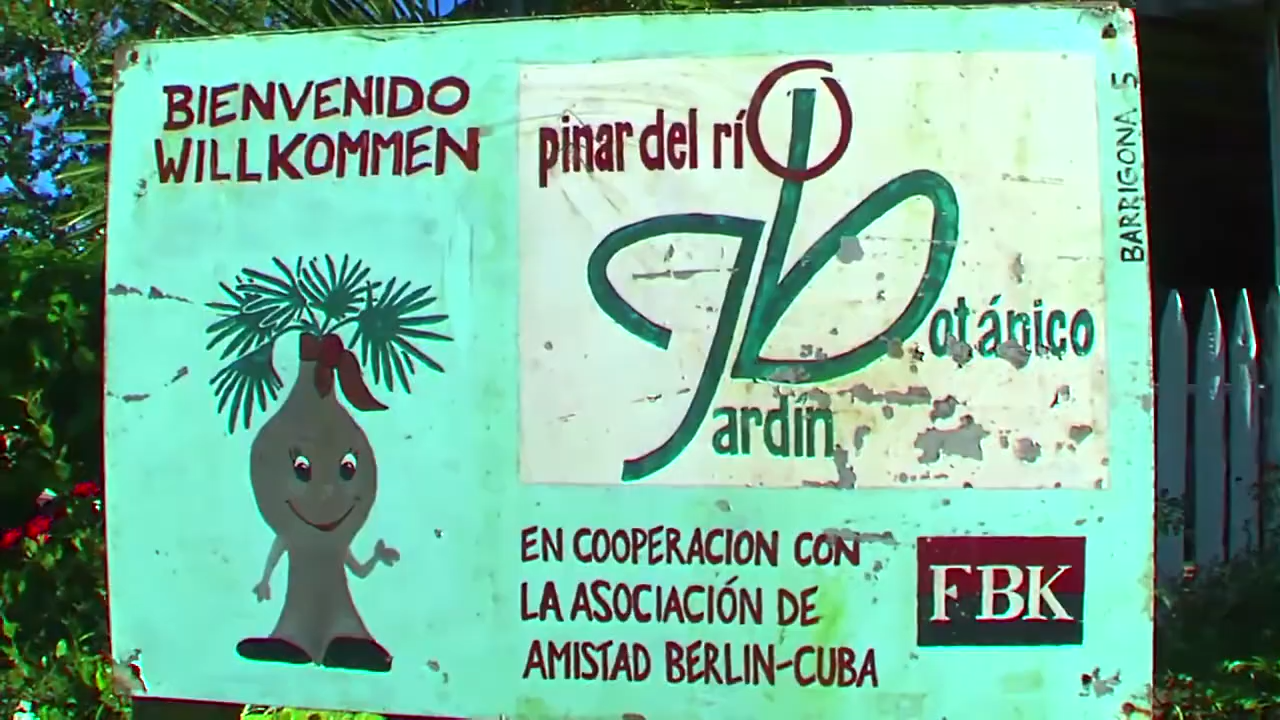 BIENVENIDO
WILLKOMMEN
pinar del río
Jardín
Botánico
BARRIGONA 5
EN COOPERACION CON
LA ASOCIACIÓN DE
AMISTAD BERLIN-CUBA
FBK